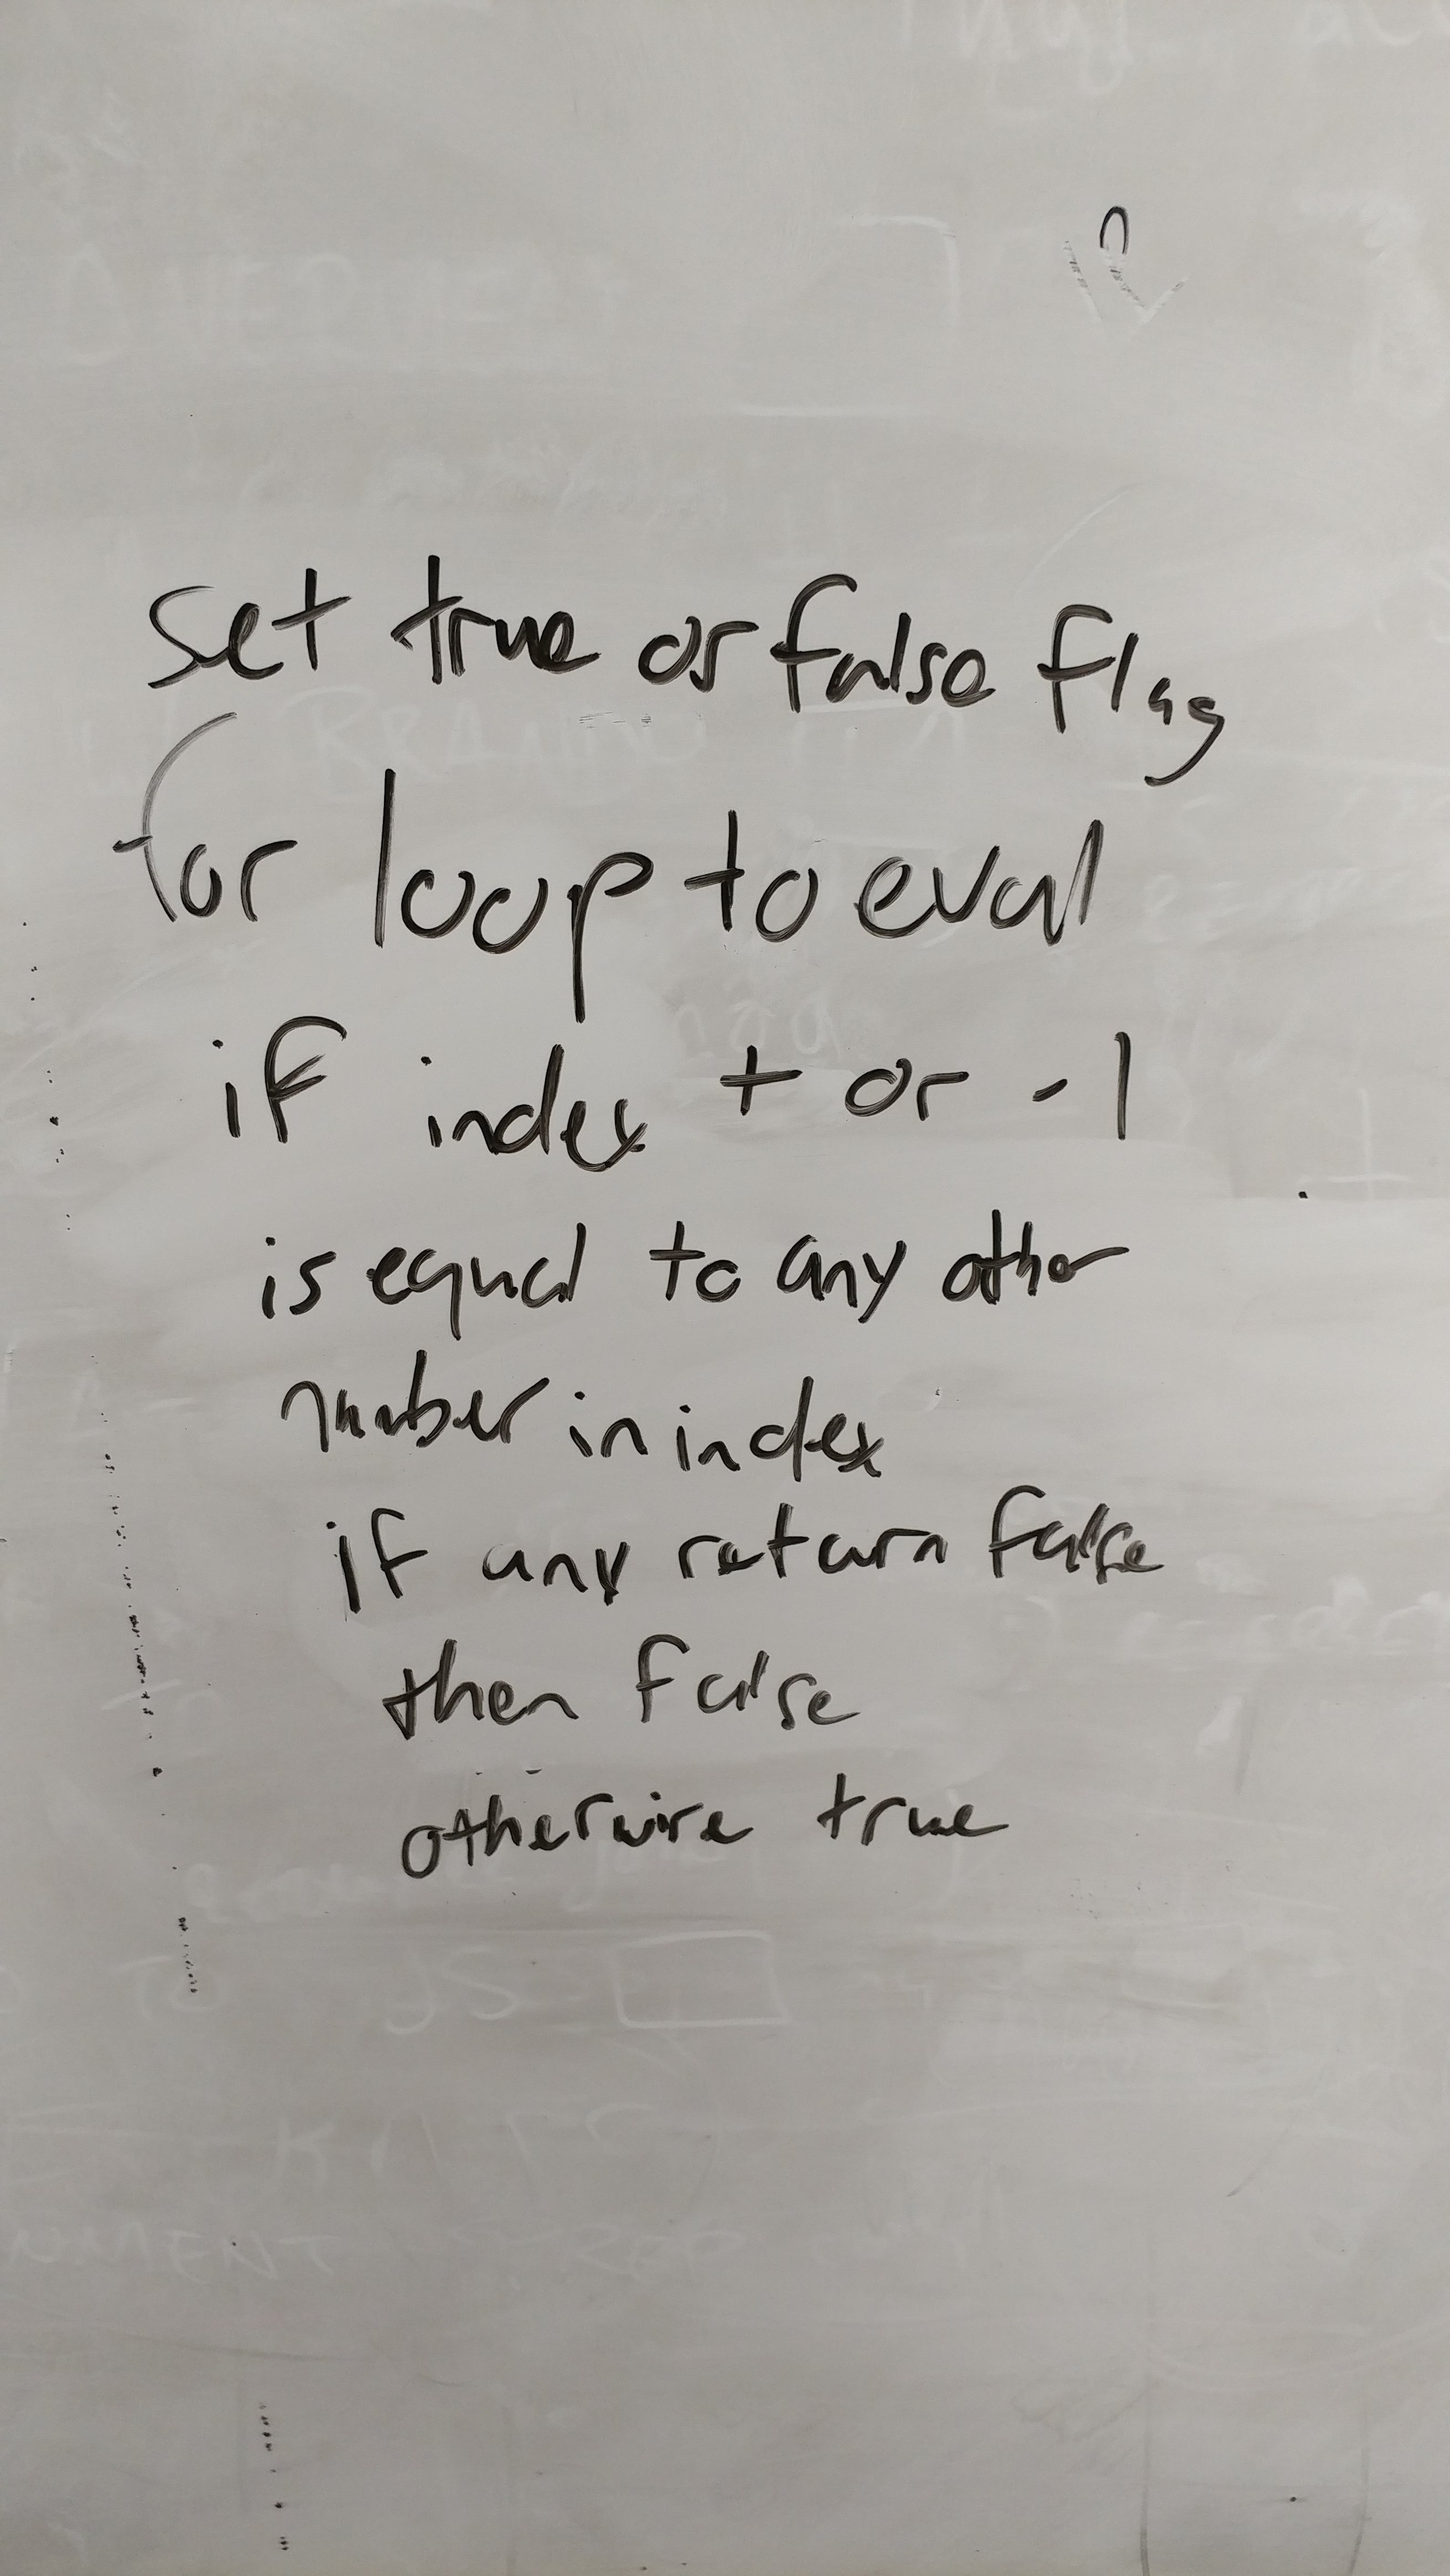 set true or false flag
for loop to eval
if index + or - 1
is equal to any other
number in index
if any return false
then false
otherwise true